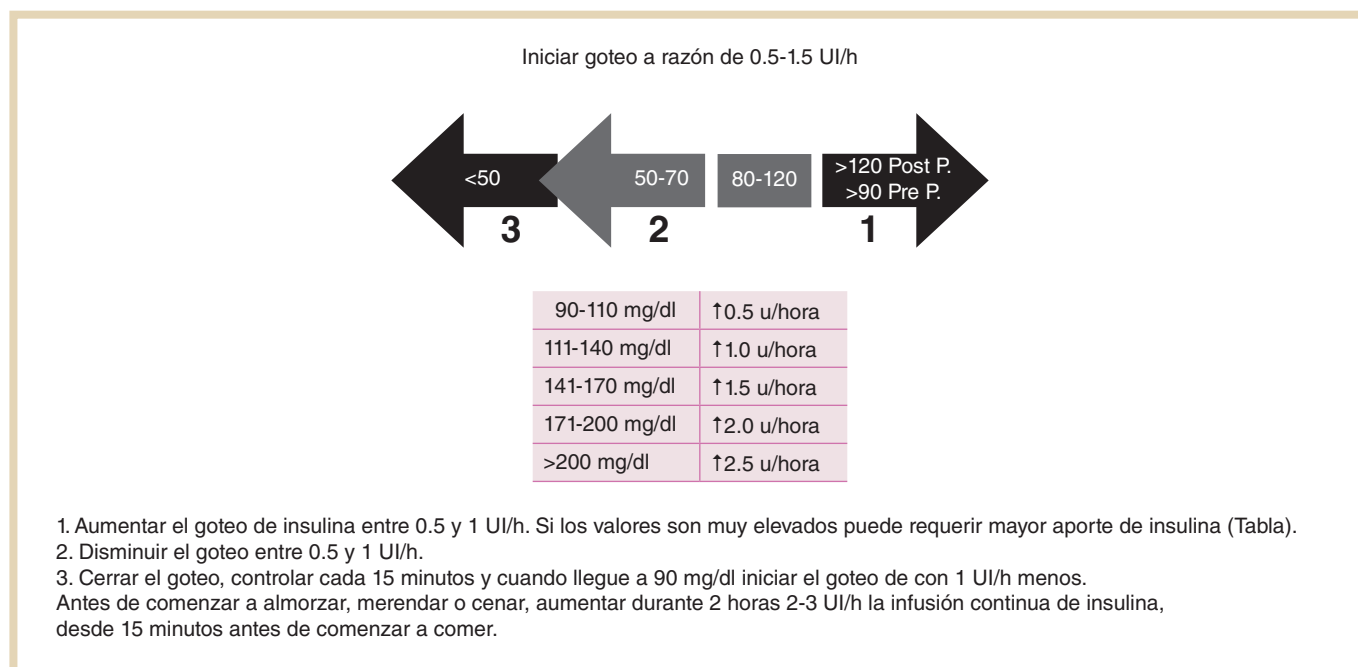 Iniciar goteo a razón de 0.5-1.5 UI/h
<50
50-70
80-120
>120 Post P.
>90 Pre P.
3
2
1
90-110 mg/dl ↑0.5 u/hora
111-140 mg/dl ↑1.0 u/hora
141-170 mg/dl ↑1.5 u/hora
171-200 mg/dl ↑2.0 u/hora
>200 mg/dl ↑2.5 u/hora
1. Aumentar el goteo de insulina entre 0.5 y 1 UI/h. Si los valores son muy elevados puede requerir mayor aporte de insulina (Tabla).
2. Disminuir el goteo entre 0.5 y 1 UI/h.
3. Cerrar el goteo, controlar cada 15 minutos y cuando llegue a 90 mg/dl iniciar el goteo de con 1 UI/h menos.
Antes de comenzar a almorzar, merendar o cenar, aumentar durante 2 horas 2-3 UI/h la infusión continua de insulina,
desde 15 minutos antes de comenzar a comer.